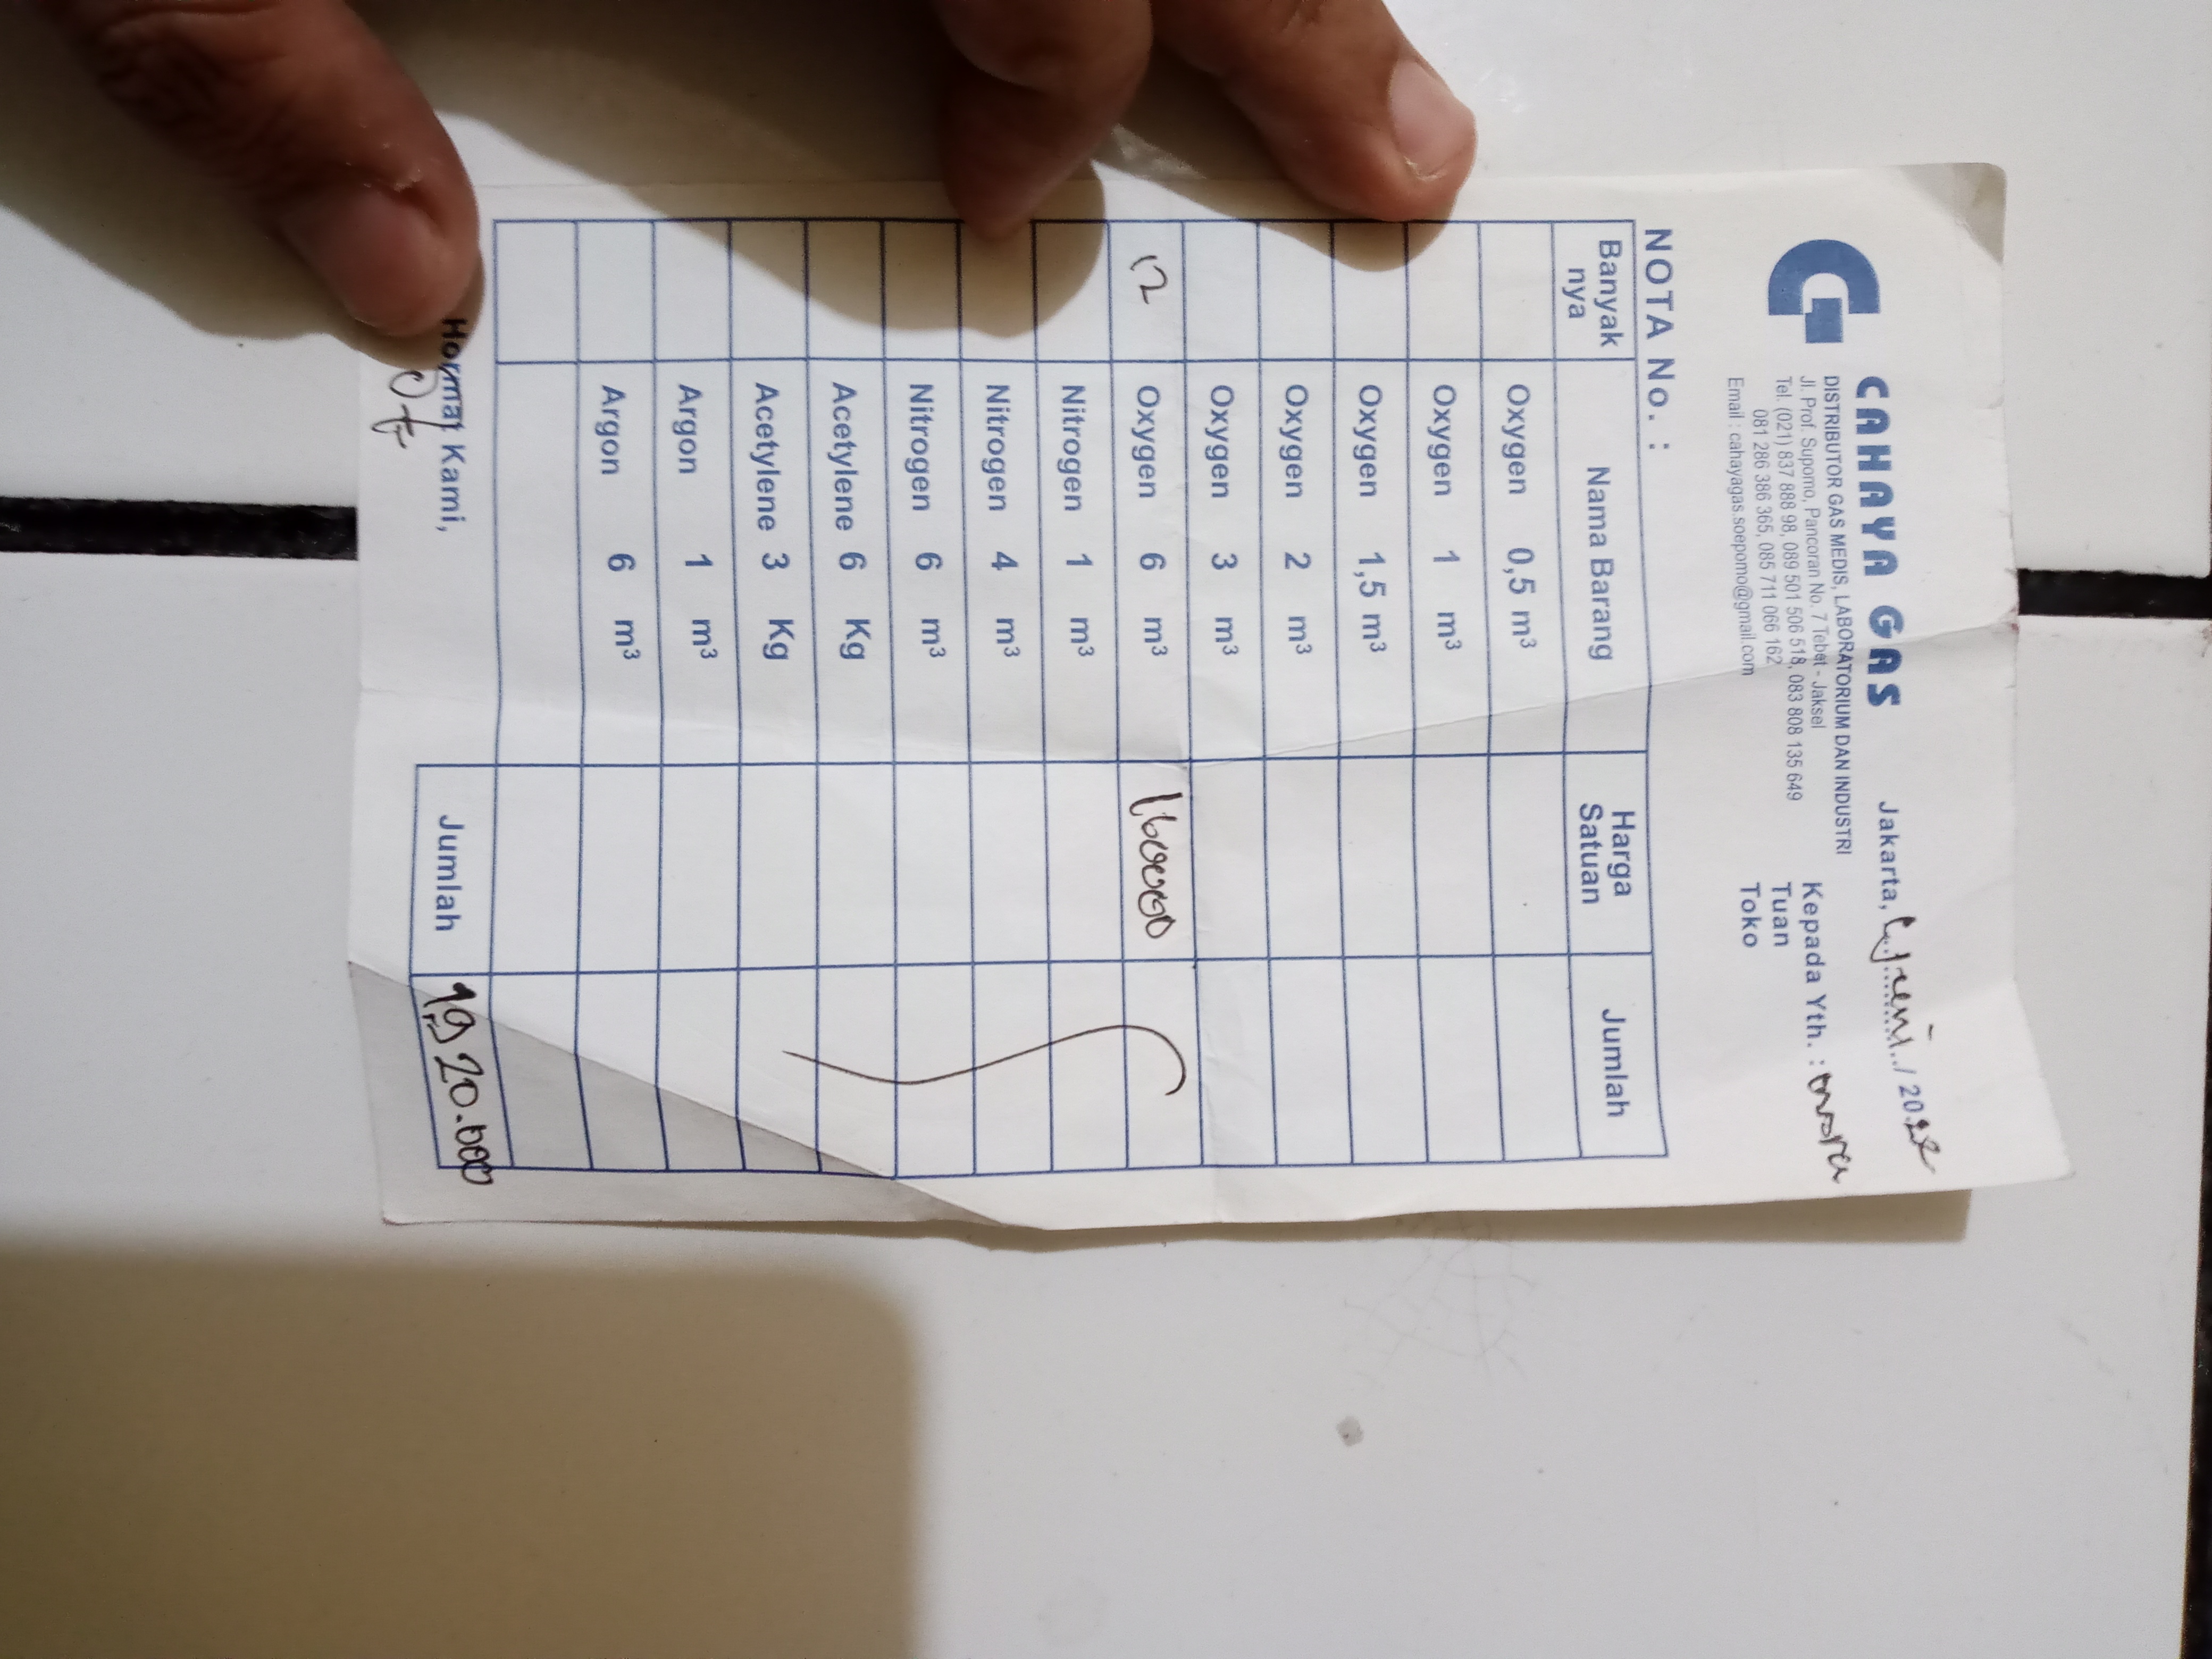 CAHAYA GAS
DISTRIBUTOR GAS MEDIS, LABORATORIUM DAN INDUSTRI
Jl. Prof. Supomo, Pancoran No. 7 Tebet - Jaksel
Tel. (021) 837 888 98, 089 501 506 518, 083 808 135 649
081 286 386 365, 085 711 066 162
Email : cahayagas.soepomo@gmail.com
Jakarta, / 2022
Kepada Yth. :
Tuan
Toko
NOTA No. :
Banyak nya Nama Barang Harga Satuan Jumlah
Oxygen 0,5 m³
Oxygen 1 m³
Oxygen 1,5 m³
Oxygen 2 m³
Oxygen 3 m³
12 Oxygen 6 m³ 160000
Nitrogen 1 m³
Nitrogen 4 m³
Nitrogen 6 m³
Acetylene 6 Kg
Acetylene 3 Kg
Argon 1 m³
Argon 6 m³
Jumlah 1920.000
Hormat Kami,